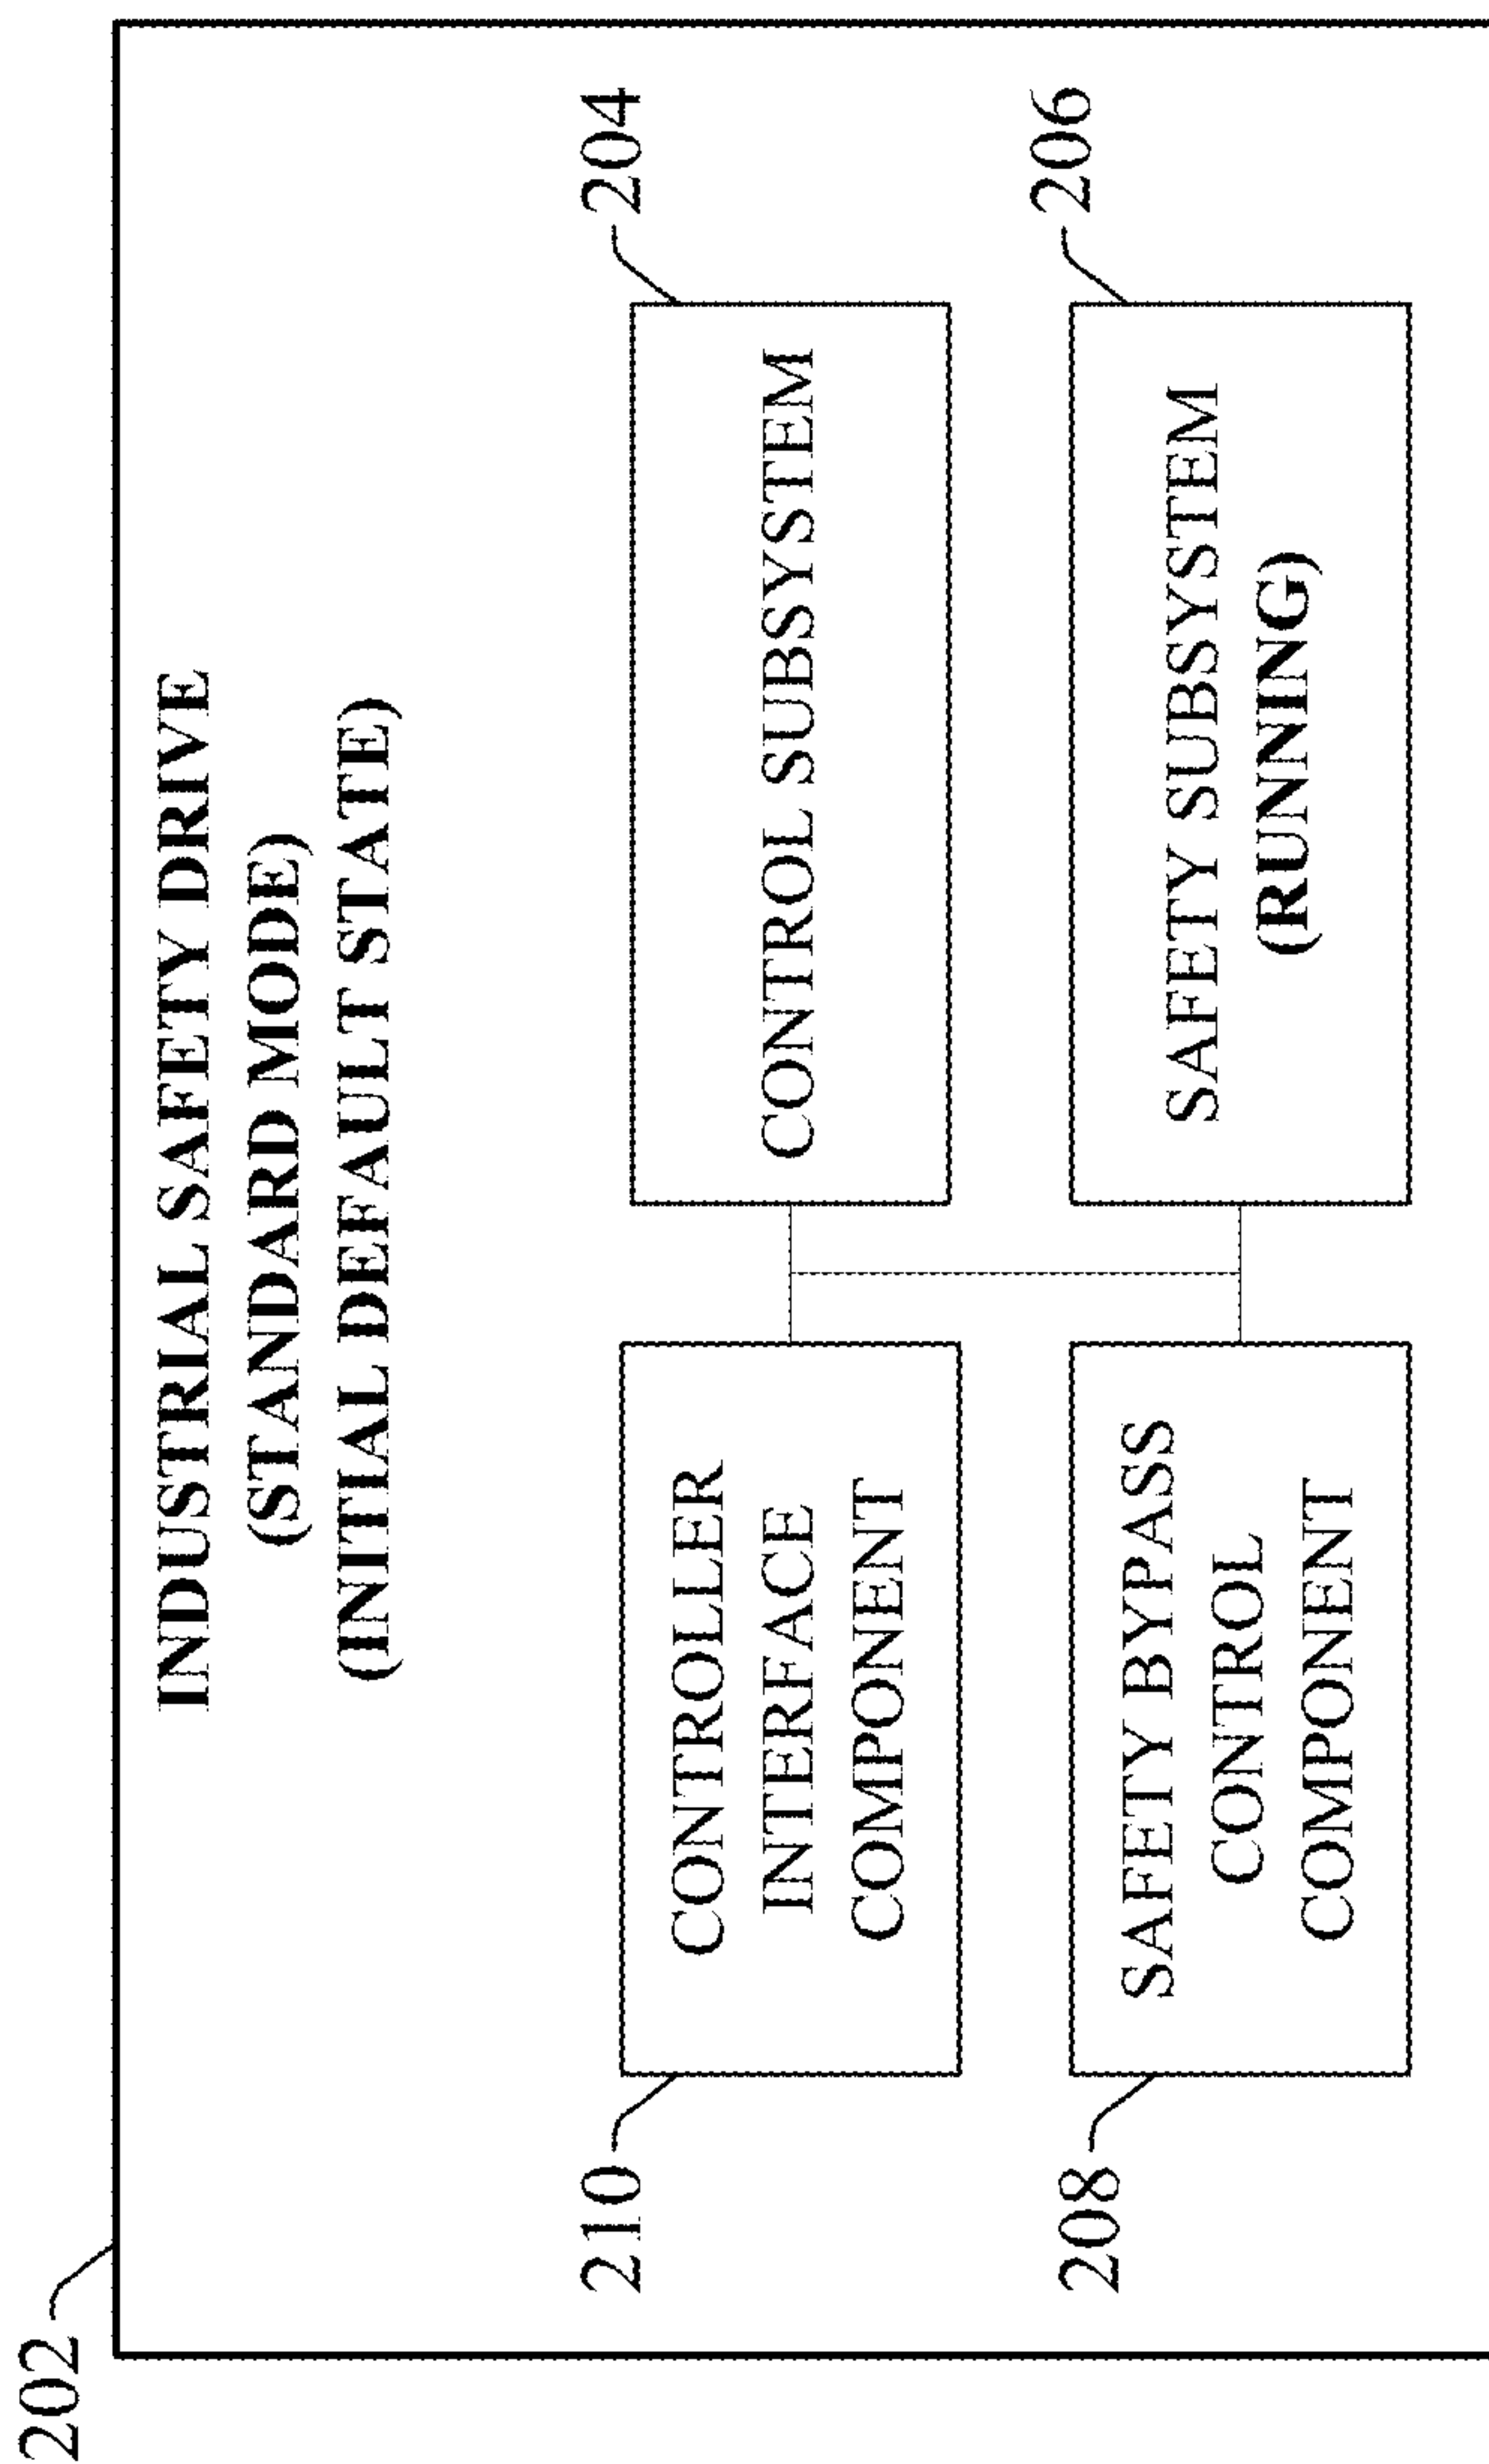 202
INDUSTRIAL SAFETY DRIVE
(STANDARD MODE)
(INITIAL DEFAULT STATE)
210
CONTROLLER
INTERFACE
COMPONENT
CONTROL SUBSYSTEM
204
208
SAFETY BYPASS
CONTROL
COMPONENT
SAFETY SUBSYSTEM
(RUNNING)
206